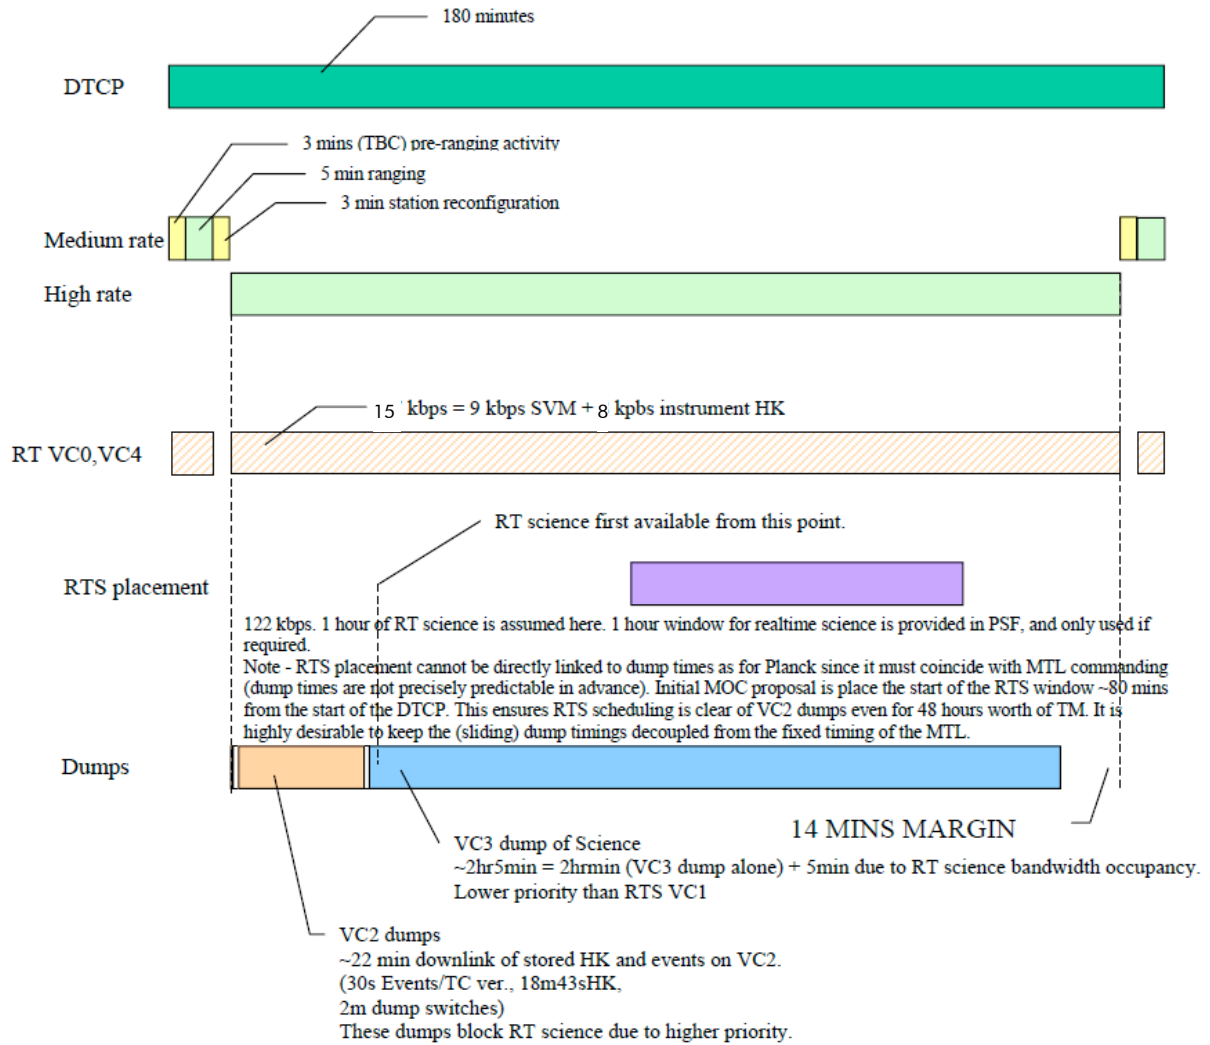 180 minutes
DTCP
3 mins (TBC) pre-ranging activity
5 min ranging
3 min station reconfiguration
Medium rate
High rate
15 kbps = 9 kbps SVM + 8 kpbs instrument HK
RT VC0,VC4
RT science first available from this point.
RTS placement
122 kbps. 1 hour of RT science is assumed here. 1 hour window for realtime science is provided in PSF, and only used if
required.
Note - RTS placement cannot be directly linked to dump times as for Planck since it must coincide with MTL commanding
(dump times are not precisely predictable in advance). Initial MOC proposal is place the start of the RTS window ~80 mins
from the start of the DTCP. This ensures RTS scheduling is clear of VC2 dumps even for 48 hours worth of TM. It is
highly desirable to keep the (sliding) dump timings decoupled from the fixed timing of the MTL.
Dumps
14 MINS MARGIN
VC3 dump of Science
~2hr5min = 2hrmin (VC3 dump alone) + 5min due to RT science bandwidth occupancy.
Lower priority than RTS VC1
VC2 dumps
~22 min downlink of stored HK and events on VC2.
(30s Events/TC ver., 18m43sHK,
2m dump switches)
These dumps block RT science due to higher priority.